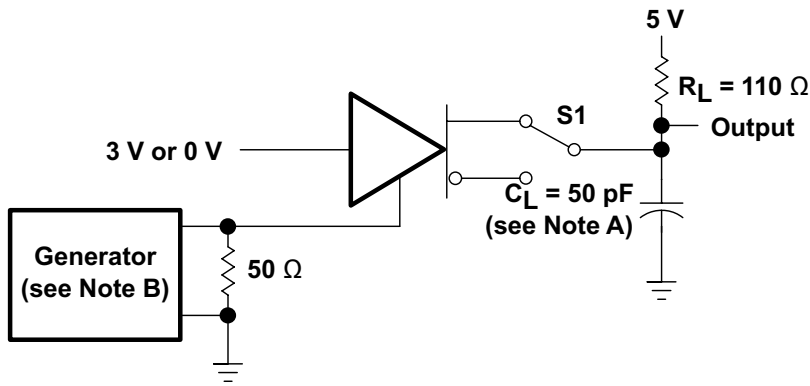 5 V
R_L = 110 Ω
S1
Output
3 V or 0 V
C_L = 50 pF
(see Note A)
Generator
(see Note B)
50 Ω